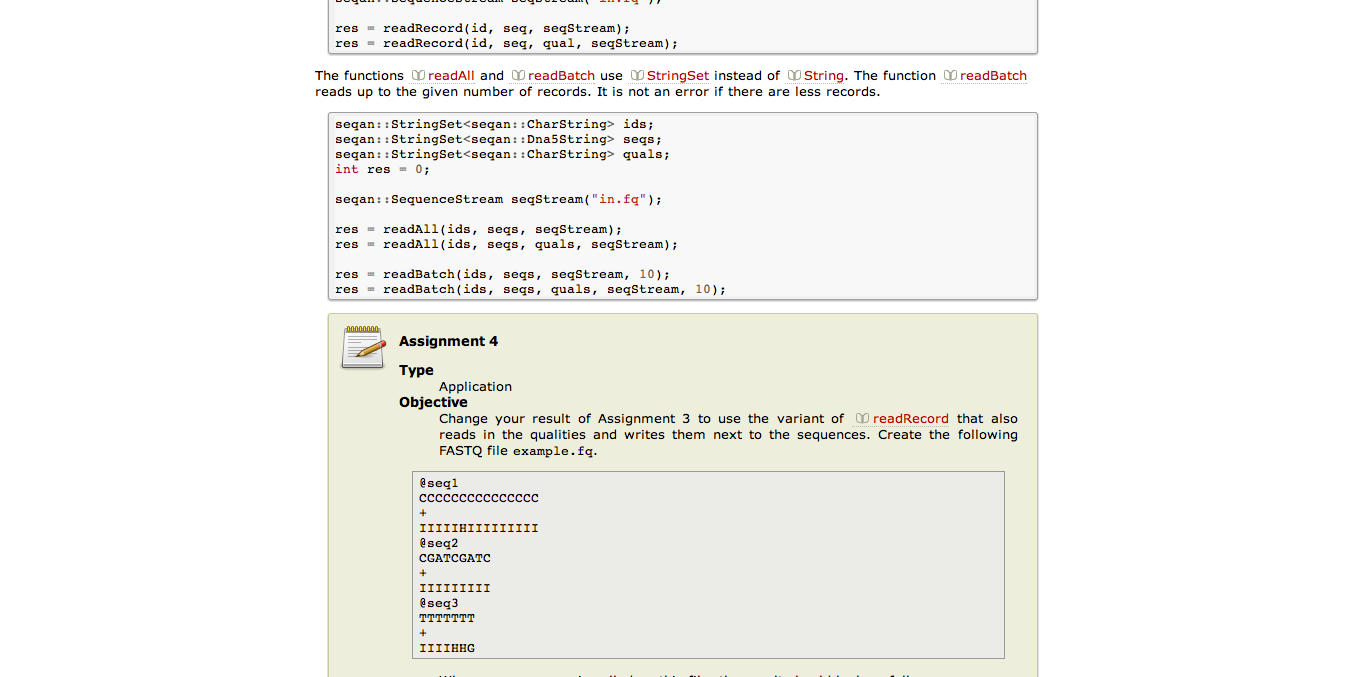 seqan::SequenceStream seqStream("in.fq");
res = readRecord(id, seq, seqStream);
res = readRecord(id, seq, qual, seqStream);
The functions readAll and readBatch use StringSet instead of String. The function readBatch
reads up to the given number of records. It is not an error if there are less records.
seqan::StringSet<seqan::CharString> ids;
seqan::StringSet<seqan::Dna5String> seqs;
seqan::StringSet<seqan::CharString> quals;
int res = 0;
seqan::SequenceStream seqStream("in.fq");
res = readAll(ids, seqs, seqStream);
res = readAll(ids, seqs, quals, seqStream);
res = readBatch(ids, seqs, seqStream, 10);
res = readBatch(ids, seqs, quals, seqStream, 10);
Assignment 4
Type
Application
Objective
Change your result of Assignment 3 to use the variant of readRecord that also
reads in the qualities and writes them next to the sequences. Create the following
FASTQ file example.fq.
@seq1
CCCCCCCCCCCCCCC
+
IIIIIHIIIIIIIII
@seq2
CGATCGATC
+
IIIIIIIII
@seq3
TTTTTTT
+
IIIIHHG